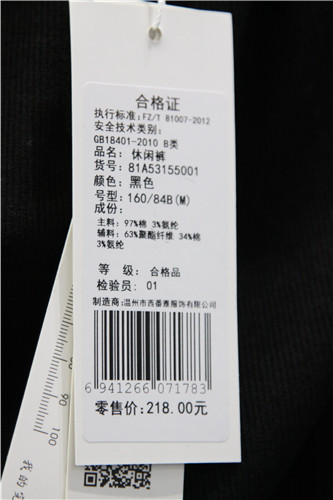 合格证
执行标准:FZ/T 81007-2012
安全技术类别:
GB18401-2010 B类
品名: 休闲裤
货号: 81A53155001
颜色: 黑色
号型: 160/84B(M)
成份:
主料: 97%棉 3%氨纶
辅料: 63%聚酯纤维 34%棉
3%氨纶
等 级: 合格品
检验员: 01
制造商:温州市西番雅服饰有限公司
6 941266 071783
零售价:218.00元
80
90
100
我的